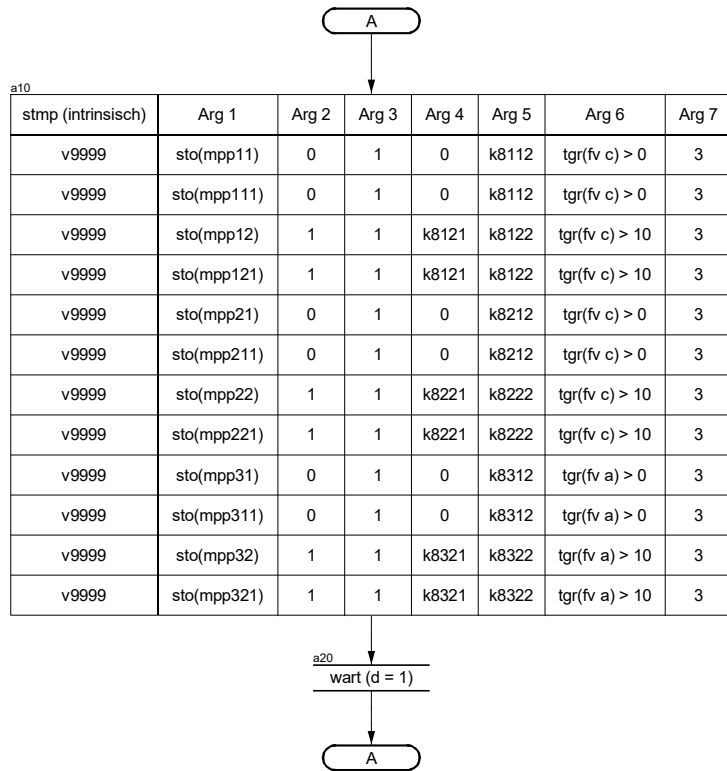 A
a10
stmp (intrinsisch) Arg 1 Arg 2 Arg 3 Arg 4 Arg 5 Arg 6 Arg 7
v9999 sto(mpp11) 0 1 0 k8112 tgr(fv c) > 0 3
v9999 sto(mpp111) 0 1 0 k8112 tgr(fv c) > 0 3
v9999 sto(mpp12) 1 1 k8121 k8122 tgr(fv c) > 10 3
v9999 sto(mpp121) 1 1 k8121 k8122 tgr(fv c) > 10 3
v9999 sto(mpp21) 0 1 0 k8212 tgr(fv c) > 0 3
v9999 sto(mpp211) 0 1 0 k8212 tgr(fv c) > 0 3
v9999 sto(mpp22) 1 1 k8221 k8222 tgr(fv c) > 10 3
v9999 sto(mpp221) 1 1 k8221 k8222 tgr(fv c) > 10 3
v9999 sto(mpp31) 0 1 0 k8312 tgr(fv a) > 0 3
v9999 sto(mpp311) 0 1 0 k8312 tgr(fv a) > 0 3
v9999 sto(mpp32) 1 1 k8321 k8322 tgr(fv a) > 10 3
v9999 sto(mpp321) 1 1 k8321 k8322 tgr(fv a) > 10 3
a20
wart (d = 1)
A